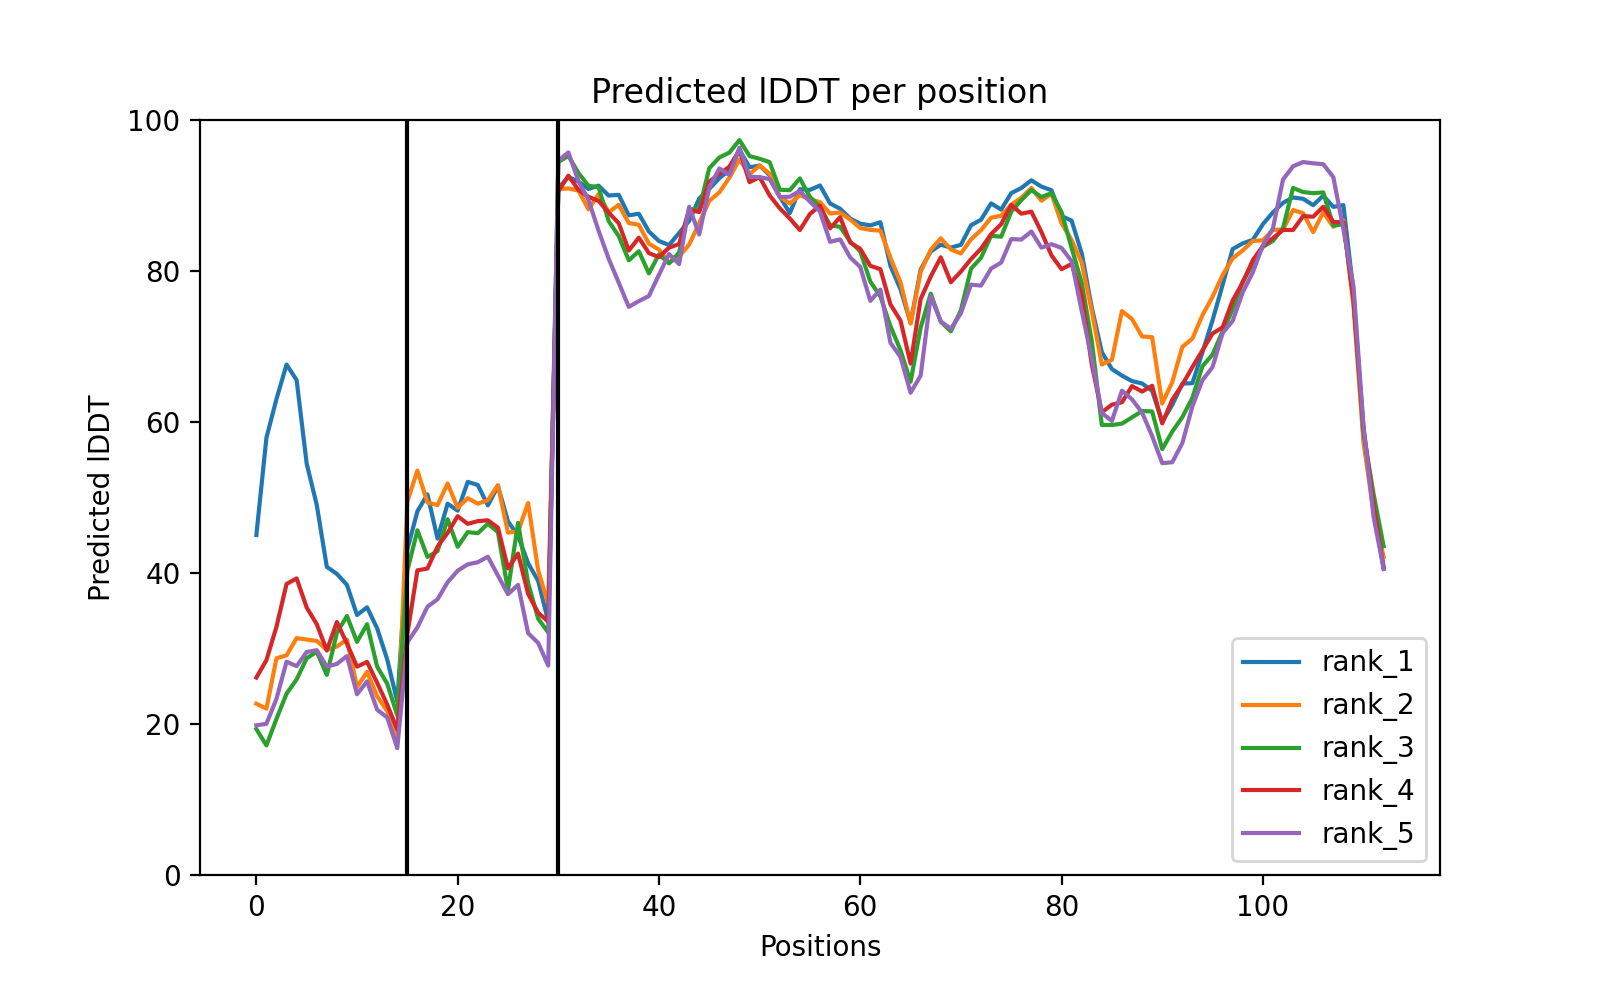 Predicted lDDT per position
100
80
60
40
20
0
Predicted lDDT
0 20 40 60 80 100
Positions
rank_1
rank_2
rank_3
rank_4
rank_5